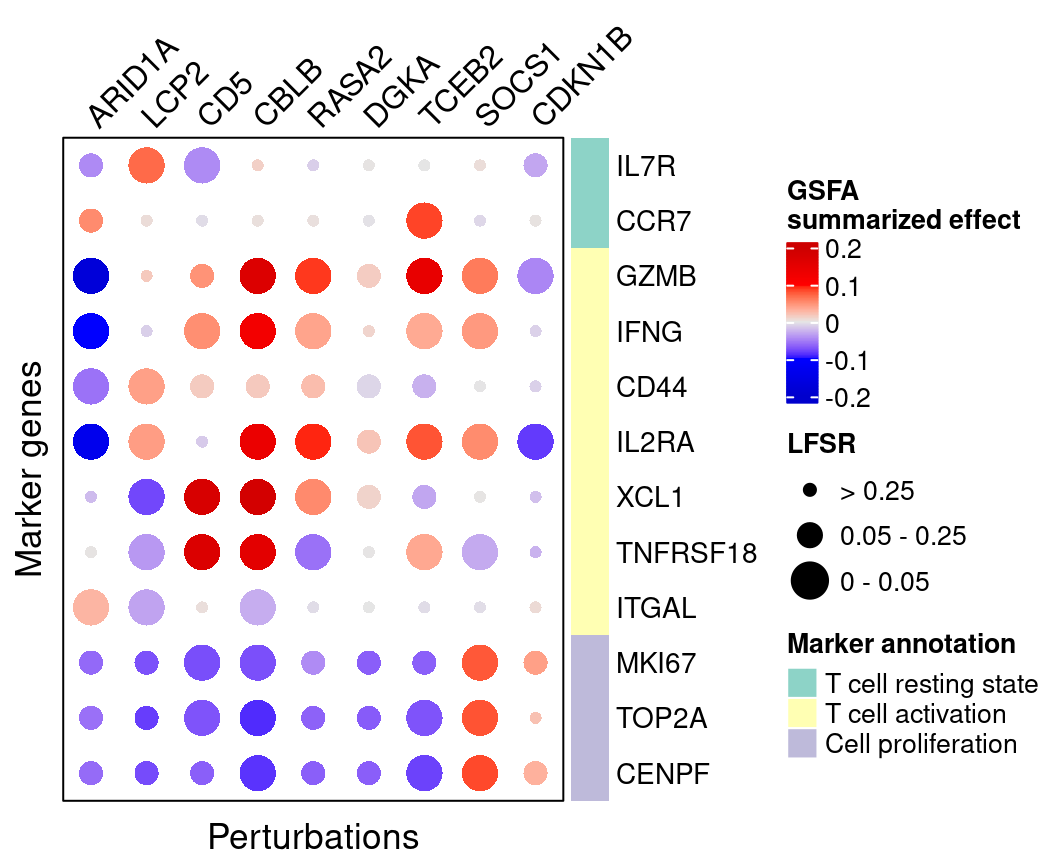 ARID1A
LCP2
CD5
CBLB
RASA2
DGKA
TCEB2
SOCS1
CDKN1B
IL7R
CCR7
GZMB
IFNG
CD44
IL2RA
XCL1
TNFRSF18
ITGAL
MKI67
TOP2A
CENPF
Marker genes
Perturbations
GSFA
summarized effect
0.2
0.1
0
-0.1
-0.2
LFSR
> 0.25
0.05 - 0.25
0 - 0.05
Marker annotation
T cell resting state
T cell activation
Cell proliferation